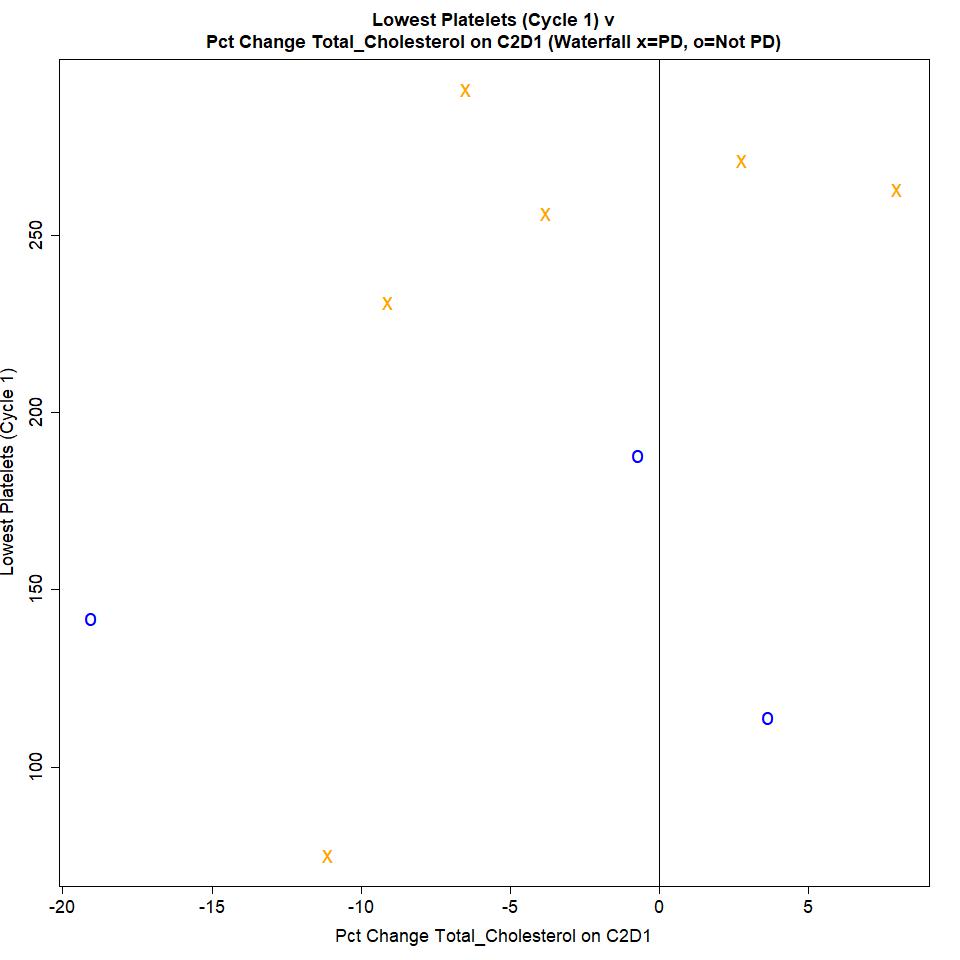 Lowest Platelets (Cycle 1) v
Pct Change Total_Cholesterol on C2D1 (Waterfall x=PD, o=Not PD)
Lowest Platelets (Cycle 1)
250
200
150
100
X
X
X
X
X
O
O
O
X
-20
-15
-10
-5
0
5
Pct Change Total_Cholesterol on C2D1